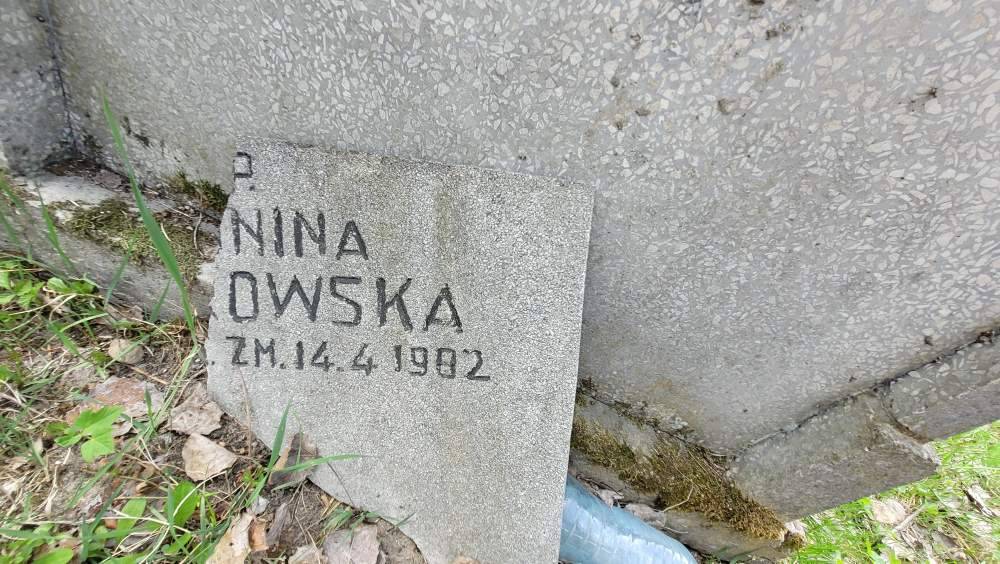 P.
NINA
OWSKA
. ZM. 14.4 1982